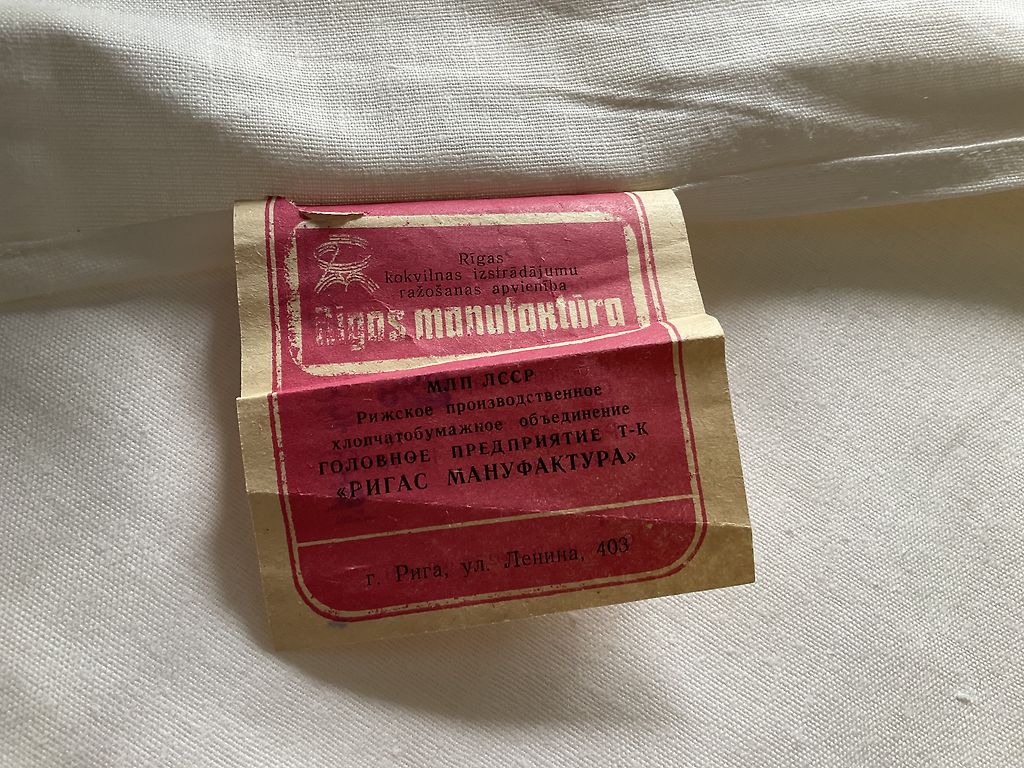 Rīgas
kokvilnas izstrādājumu
ražošanas apvienība
Rīgas manufaktūra
МЛП ЛССР
Рижское производственное
хлопчатобумажное объединение
ГОЛОВНОЕ ПРЕДПРИЯТИЕ Т-К
«РИГАС МАНУФАКТУРА»
г. Рига, ул. Ленина, 403